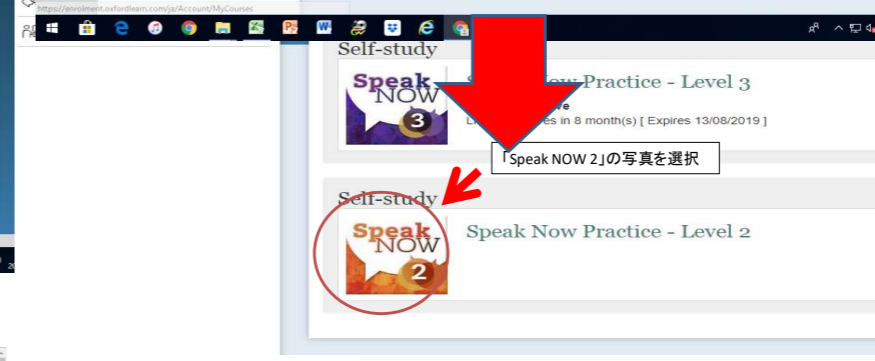 https://enrolment.oxfordlearn.com/ja/Account/MyCourses
Self-study
Speak
NOW
3
Practice - Level 3
es in 8 month(s) [ Expires 13/08/2019 ]
「Speak NOW 2」の写真を選択
Self-study
Speak
NOW
2
Speak Now Practice - Level 2